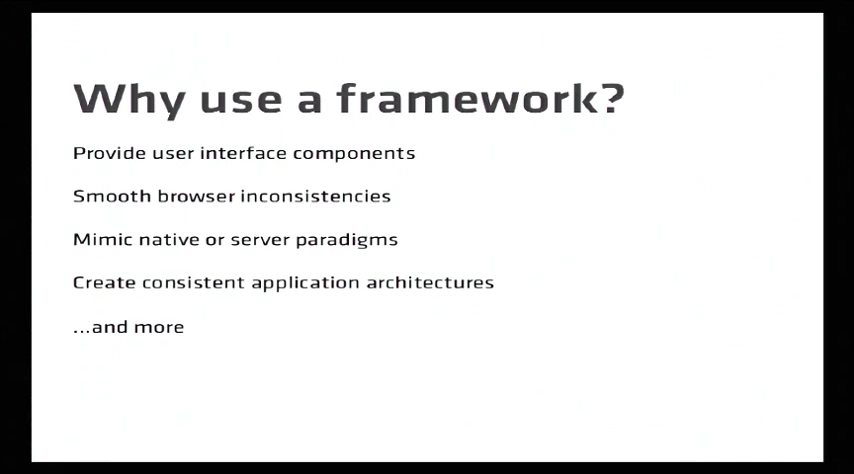 Why use a framework?
Provide user interface components
Smooth browser inconsistencies
Mimic native or server paradigms
Create consistent application architectures
...and more